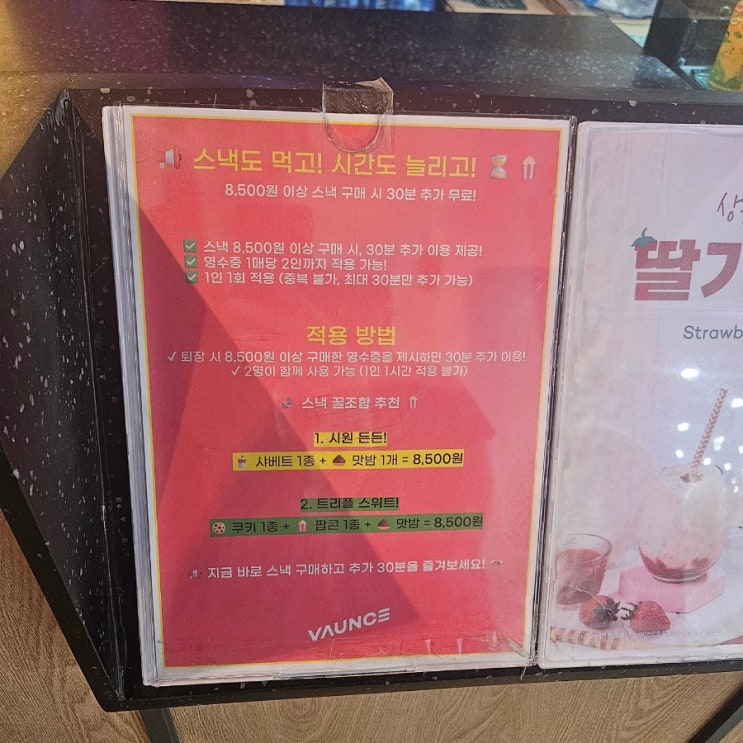 스낵도 먹고! 시간도 늘리고!
8,500원 이상 스낵 구매 시 30분 추가 무료!
스낵 8,500원 이상 구매 시, 30분 추가 이용 제공!
영수증 1매당 2인까지 적용 가능!
1인 1회 적용 (중복 불가, 최대 30분만 추가 가능)
적용 방법
✓ 퇴장 시 8,500원 이상 구매한 영수증을 제시하면 30분 추가 이용!
✓ 2명이 함께 사용 가능 (1인 1시간 적용 불가)
스낵 꿀조합 추천
1. 시원 든든!
샤베트 1종 + 맛밤 1개 = 8,500원
2. 트리플 스위트!
쿠키 1종 + 팝콘 1종 + 맛밤 = 8,500원
지금 바로 스낵 구매하고 추가 30분을 즐겨보세요!
VAUNCE
딸기
Strawb